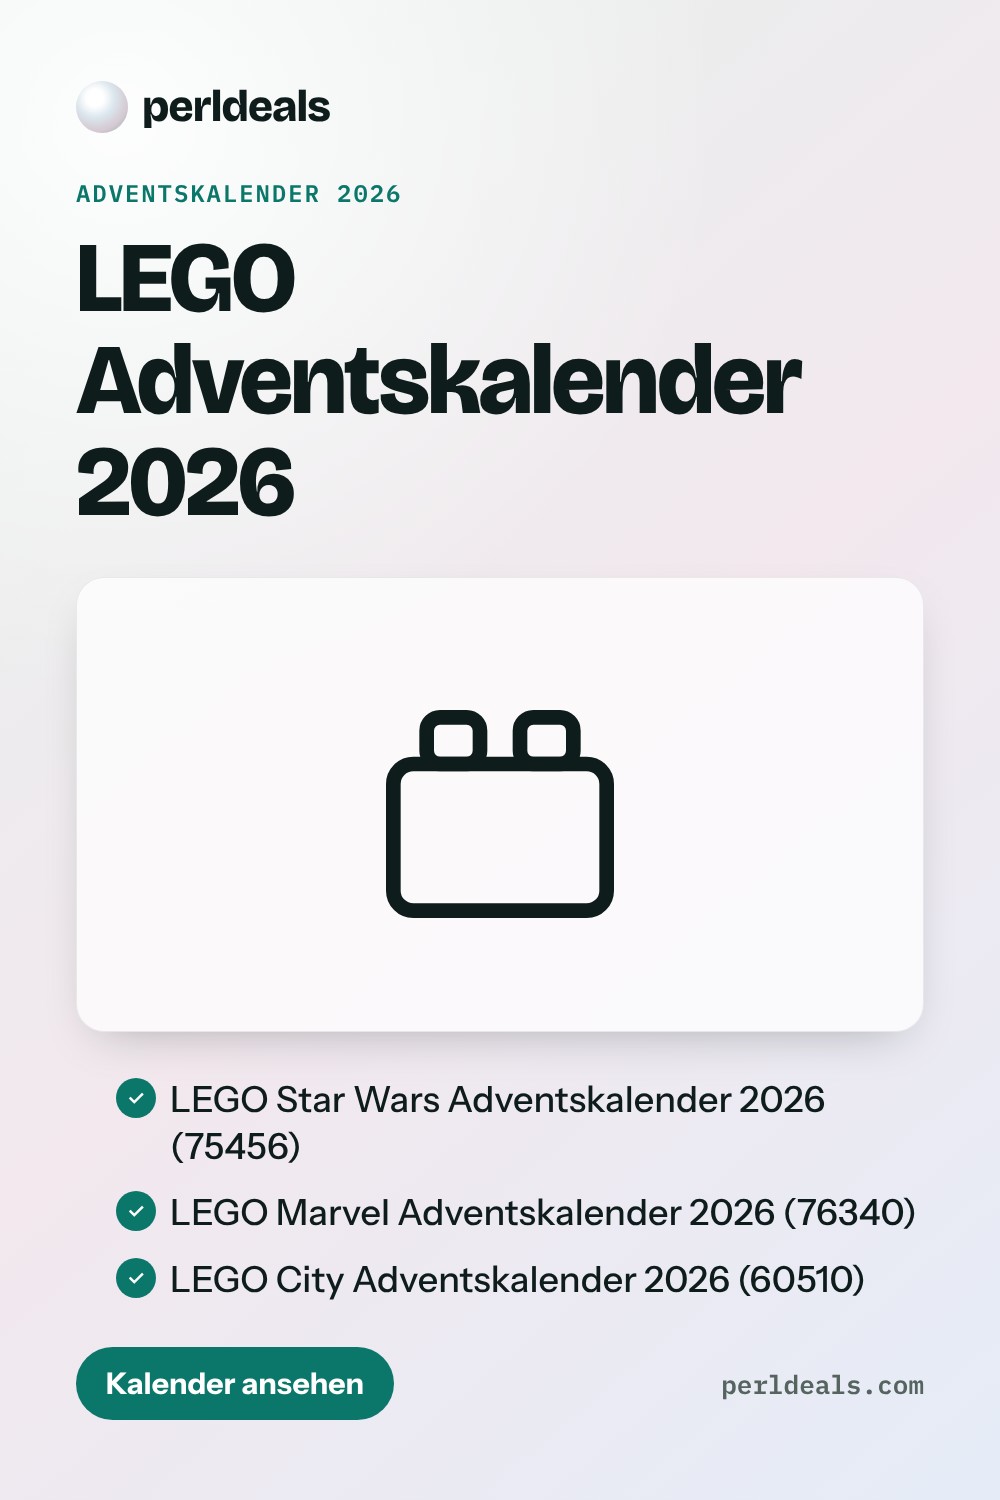 perldeals
ADVENTSKALENDER 2026
LEGO
Adventskalender
2026
LEGO Star Wars Adventskalender 2026
(75456)
LEGO Marvel Adventskalender 2026 (76340)
LEGO City Adventskalender 2026 (60510)
Kalender ansehen
perldeals.com